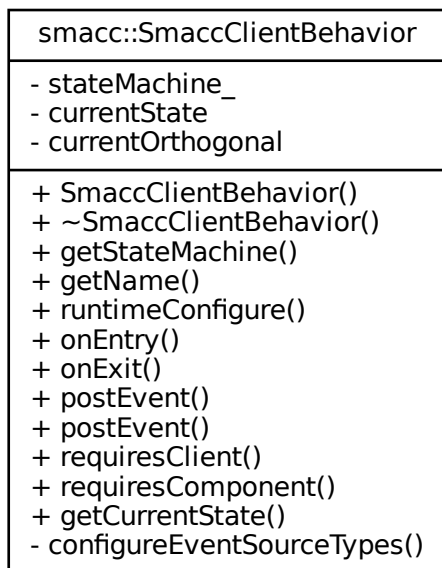 smacc::SmaccClientBehavior
- stateMachine_
- currentState
- currentOrthogonal
+ SmaccClientBehavior()
+ ~SmaccClientBehavior()
+ getStateMachine()
+ getName()
+ runtimeConfigure()
+ onEntry()
+ onExit()
+ postEvent()
+ postEvent()
+ requiresClient()
+ requiresComponent()
+ getCurrentState()
- configureEventSourceTypes()